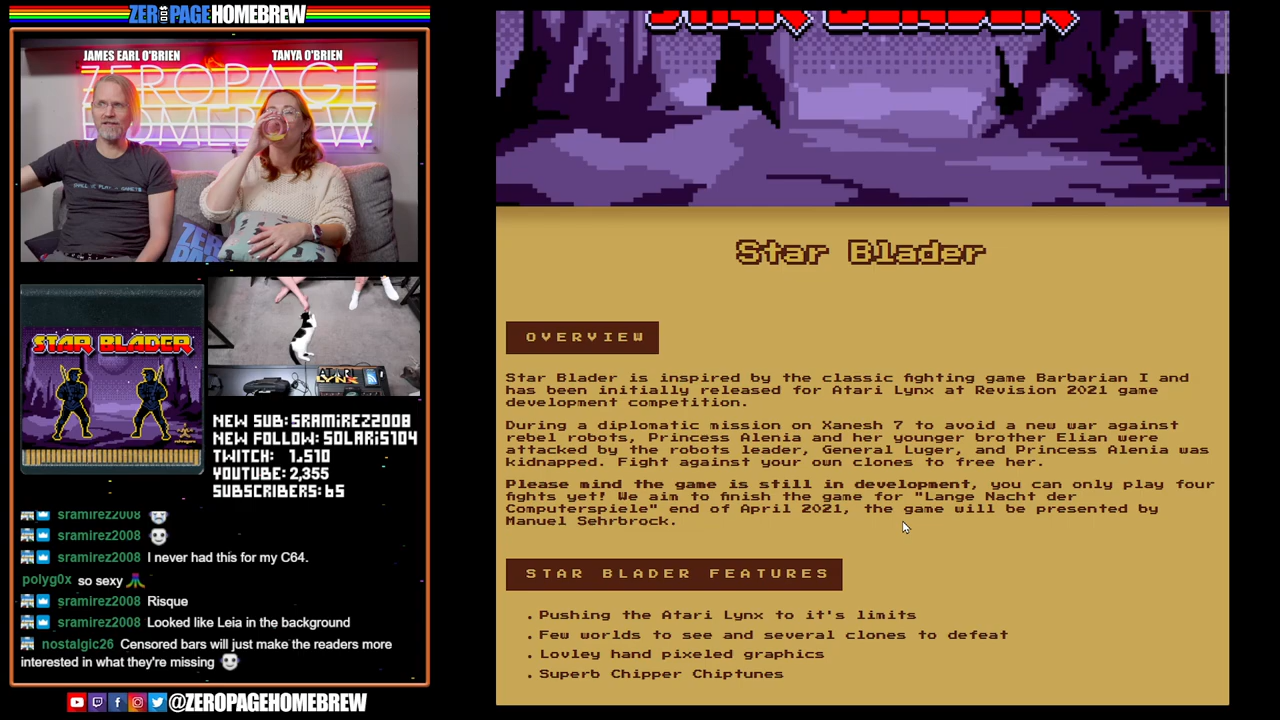 ZERO PAGE HOMEBREW
JAMES EARL O'BRIEN
TANYA O'BRIEN
ZEROPAGE
HOMEBREW
STAR BLADER
ATARI
LYNX
NEW SUB: SRAMIREZ2008
NEW FOLLOW: SOLARIS104
TWITCH: 1,510
YOUTUBE: 2,355
SUBSCRIBERS: 65
sramirez2008
sramirez2008
sramirez2008 I never had this for my C64.
polyg0x so sexy
sramirez2008 Risque
sramirez2008 Looked like Leia in the background
nostalgic26 Censored bars will just make the readers more
interested in what they're missing
@ZEROPAGEHOMEBREW
STAR BLADER
Star Blader
OVERVIEW
Star Blader is inspired by the classic fighting game Barbarian I and
has been initially released for Atari Lynx at Revision 2021 game
development competition.
During a diplomatic mission on Xanesh 7 to avoid a new war against
rebel robots, Princess Alenia and her younger brother Elian were
attacked by the robots leader, General Luger, and Princess Alenia was
kidnapped. Fight against your own clones to free her.
Please mind the game is still in development, you can only play four
fights yet! We aim to finish the game for "Lange Nacht der
Computerspiele" end of April 2021, the game will be presented by
Manuel Sehrbrock.
STAR BLADER FEATURES
. Pushing the Atari Lynx to it's limits
. Few worlds to see and several clones to defeat
. Lovley hand pixeled graphics
. Superb Chipper Chiptunes